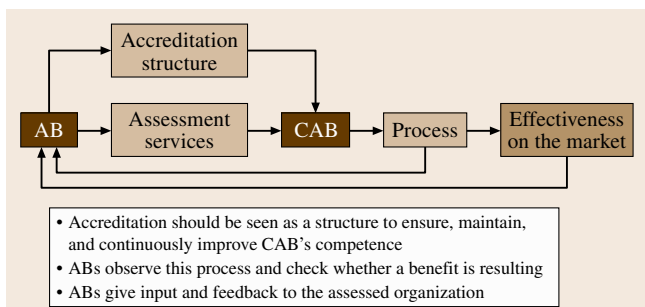 Accreditation
structure
AB
Assessment
services
CAB
Process
Effectiveness
on the market
• Accreditation should be seen as a structure to ensure, maintain,
and continuously improve CAB’s competence
• ABs observe this process and check whether a benefit is resulting
• ABs give input and feedback to the assessed organization